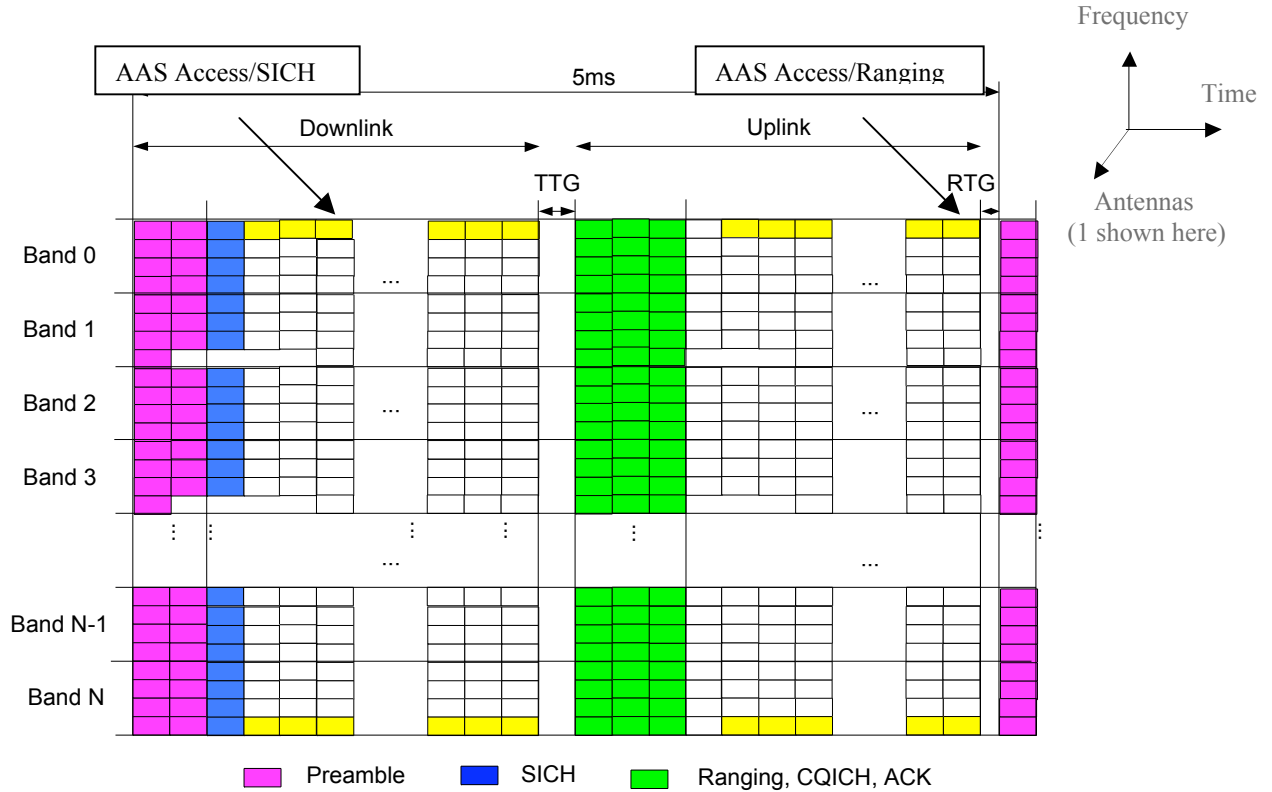 Frequency
AAS Access/SICH
AAS Access/Ranging
5ms
Time
Downlink
Uplink
TTG
RTG
Antennas
(1 shown here)
Band 0
...
...
Band 1
Band 2
...
...
Band 3
...
...
Band N-1
Band N
Preamble
SICH
Ranging, CQICH, ACK